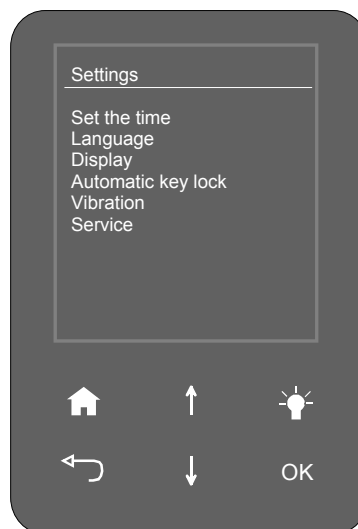 Settings
Set the time
Language
Display
Automatic key lock
Vibration
Service
OK